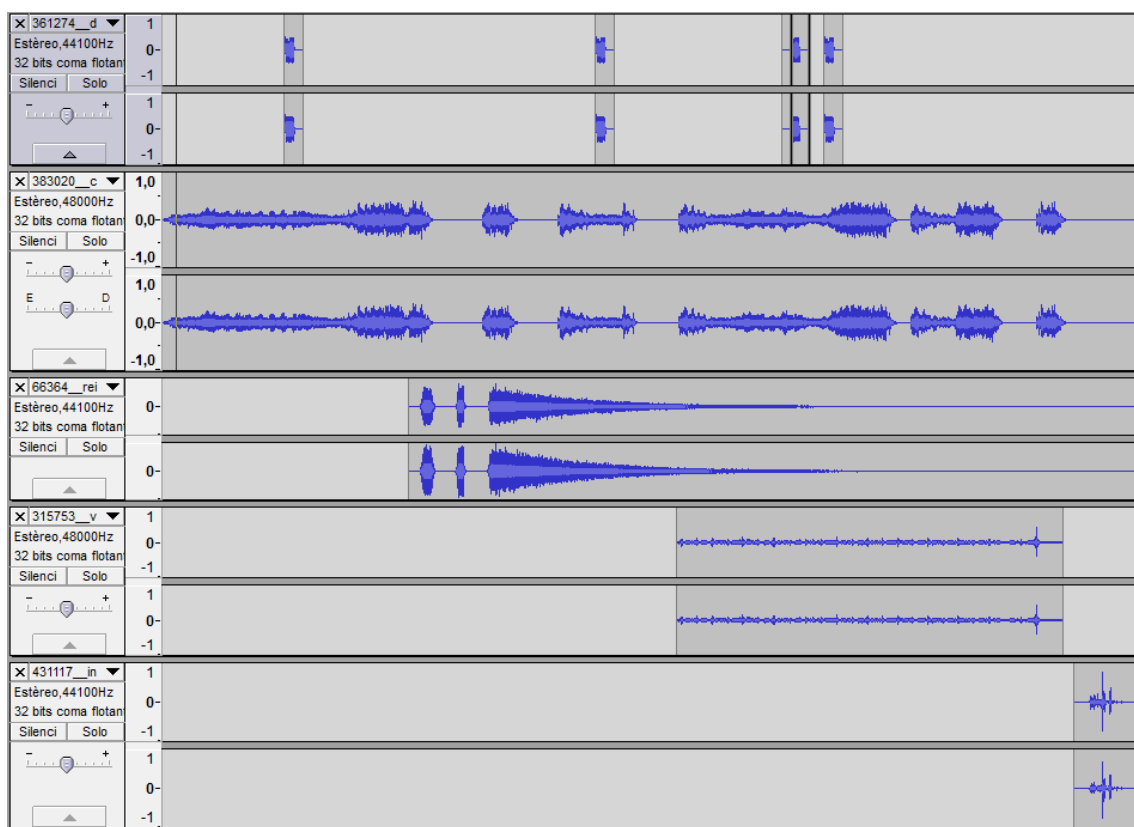 361274__d
Estèreo,44100Hz
32 bits coma flotan
Silenci Solo
- +
1
0-
-1
1
0-
-1
383020__c
Estèreo,48000Hz
32 bits coma flotan
Silenci Solo
- +
E D
1,0
0,0-
-1,0
1,0
0,0-
-1,0
66364__rei
Estèreo,44100Hz
32 bits coma flotan
Silenci Solo
0-
0-
315753__v
Estèreo,48000Hz
32 bits coma flotan
Silenci Solo
- +
1
0-
-1
1
0-
-1
431117__in
Estèreo,44100Hz
32 bits coma flotan
Silenci Solo
- +
1
0-
-1
1
0-
-1